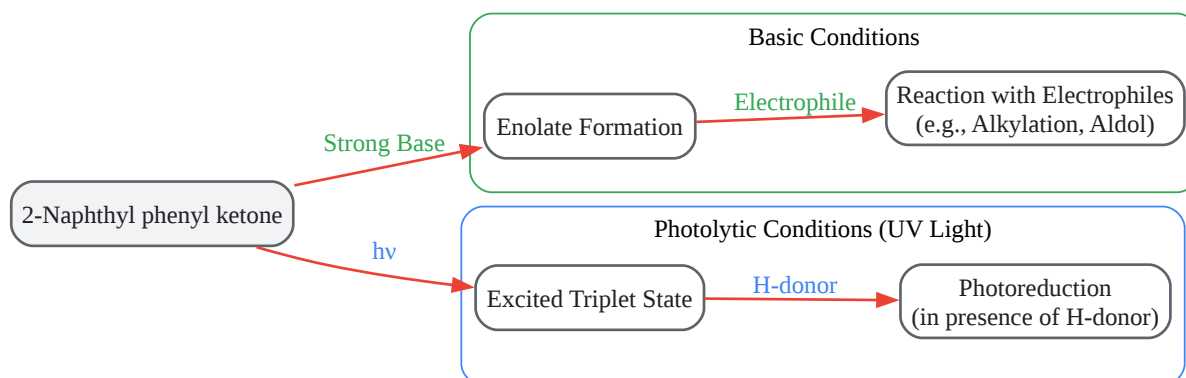 Basic Conditions
Electrophile
Reaction with Electrophiles
(e.g., Alkylation, Aldol)
Enolate Formation
Strong Base
2-Naphthyl phenyl ketone
Photolytic Conditions (UV Light)
hν
Excited Triplet State
H-donor
Photoreduction
(in presence of H-donor)